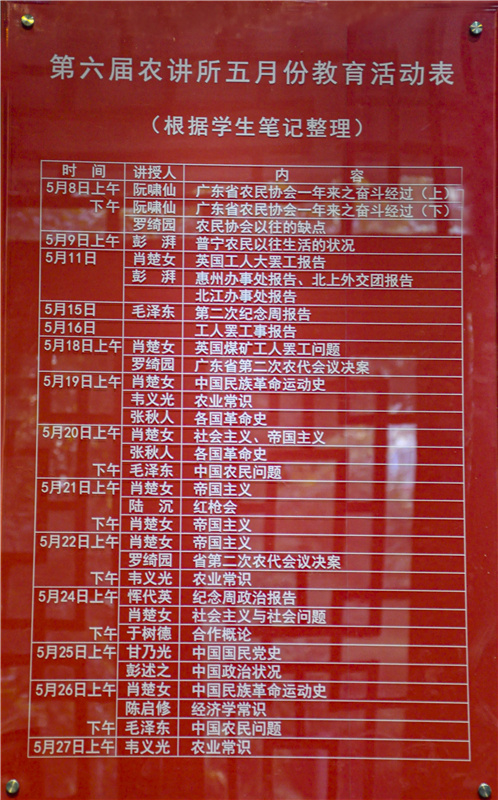 第六届农讲所五月份教育活动表
（根据学生笔记整理）
时 间 讲授人 内 容
5月8日上午 阮啸仙 广东省农民协会一年来之奋斗经过（上）
下午 阮啸仙 广东省农民协会一年来之奋斗经过（下）
罗绮园 农民协会以往的缺点
5月9日上午 彭 湃 普宁农民以往生活的状况
5月11日 肖楚女 英国工人大罢工报告
彭 湃 惠州办事处报告、北上外交团报告
北江办事处报告
5月15日 毛泽东 第二次纪念周报告
5月16日 工人罢工事报告
5月18日上午 肖楚女 英国煤矿工人罢工问题
罗绮园 广东省第二次农代会议决案
5月19日上午 肖楚女 中国民族革命运动史
韦义光 农业常识
张秋人 各国革命史
5月20日上午 肖楚女 社会主义、帝国主义
张秋人 各国革命史
下午 毛泽东 中国农民问题
5月21日上午 肖楚女 帝国主义
陆 沉 红枪会
下午 肖楚女 帝国主义
5月22日上午 肖楚女 帝国主义
罗绮园 省第二次农代会议决案
下午 韦义光 农业常识
5月24日上午 恽代英 纪念周政治报告
肖楚女 社会主义与社会问题
下午 于树德 合作概论
5月25日上午 甘乃光 中国国民党史
彭述之 中国政治状况
5月26日上午 肖楚女 中国民族革命运动史
陈启修 经济学常识
下午 毛泽东 中国农民问题
5月27日上午 韦义光 农业常识